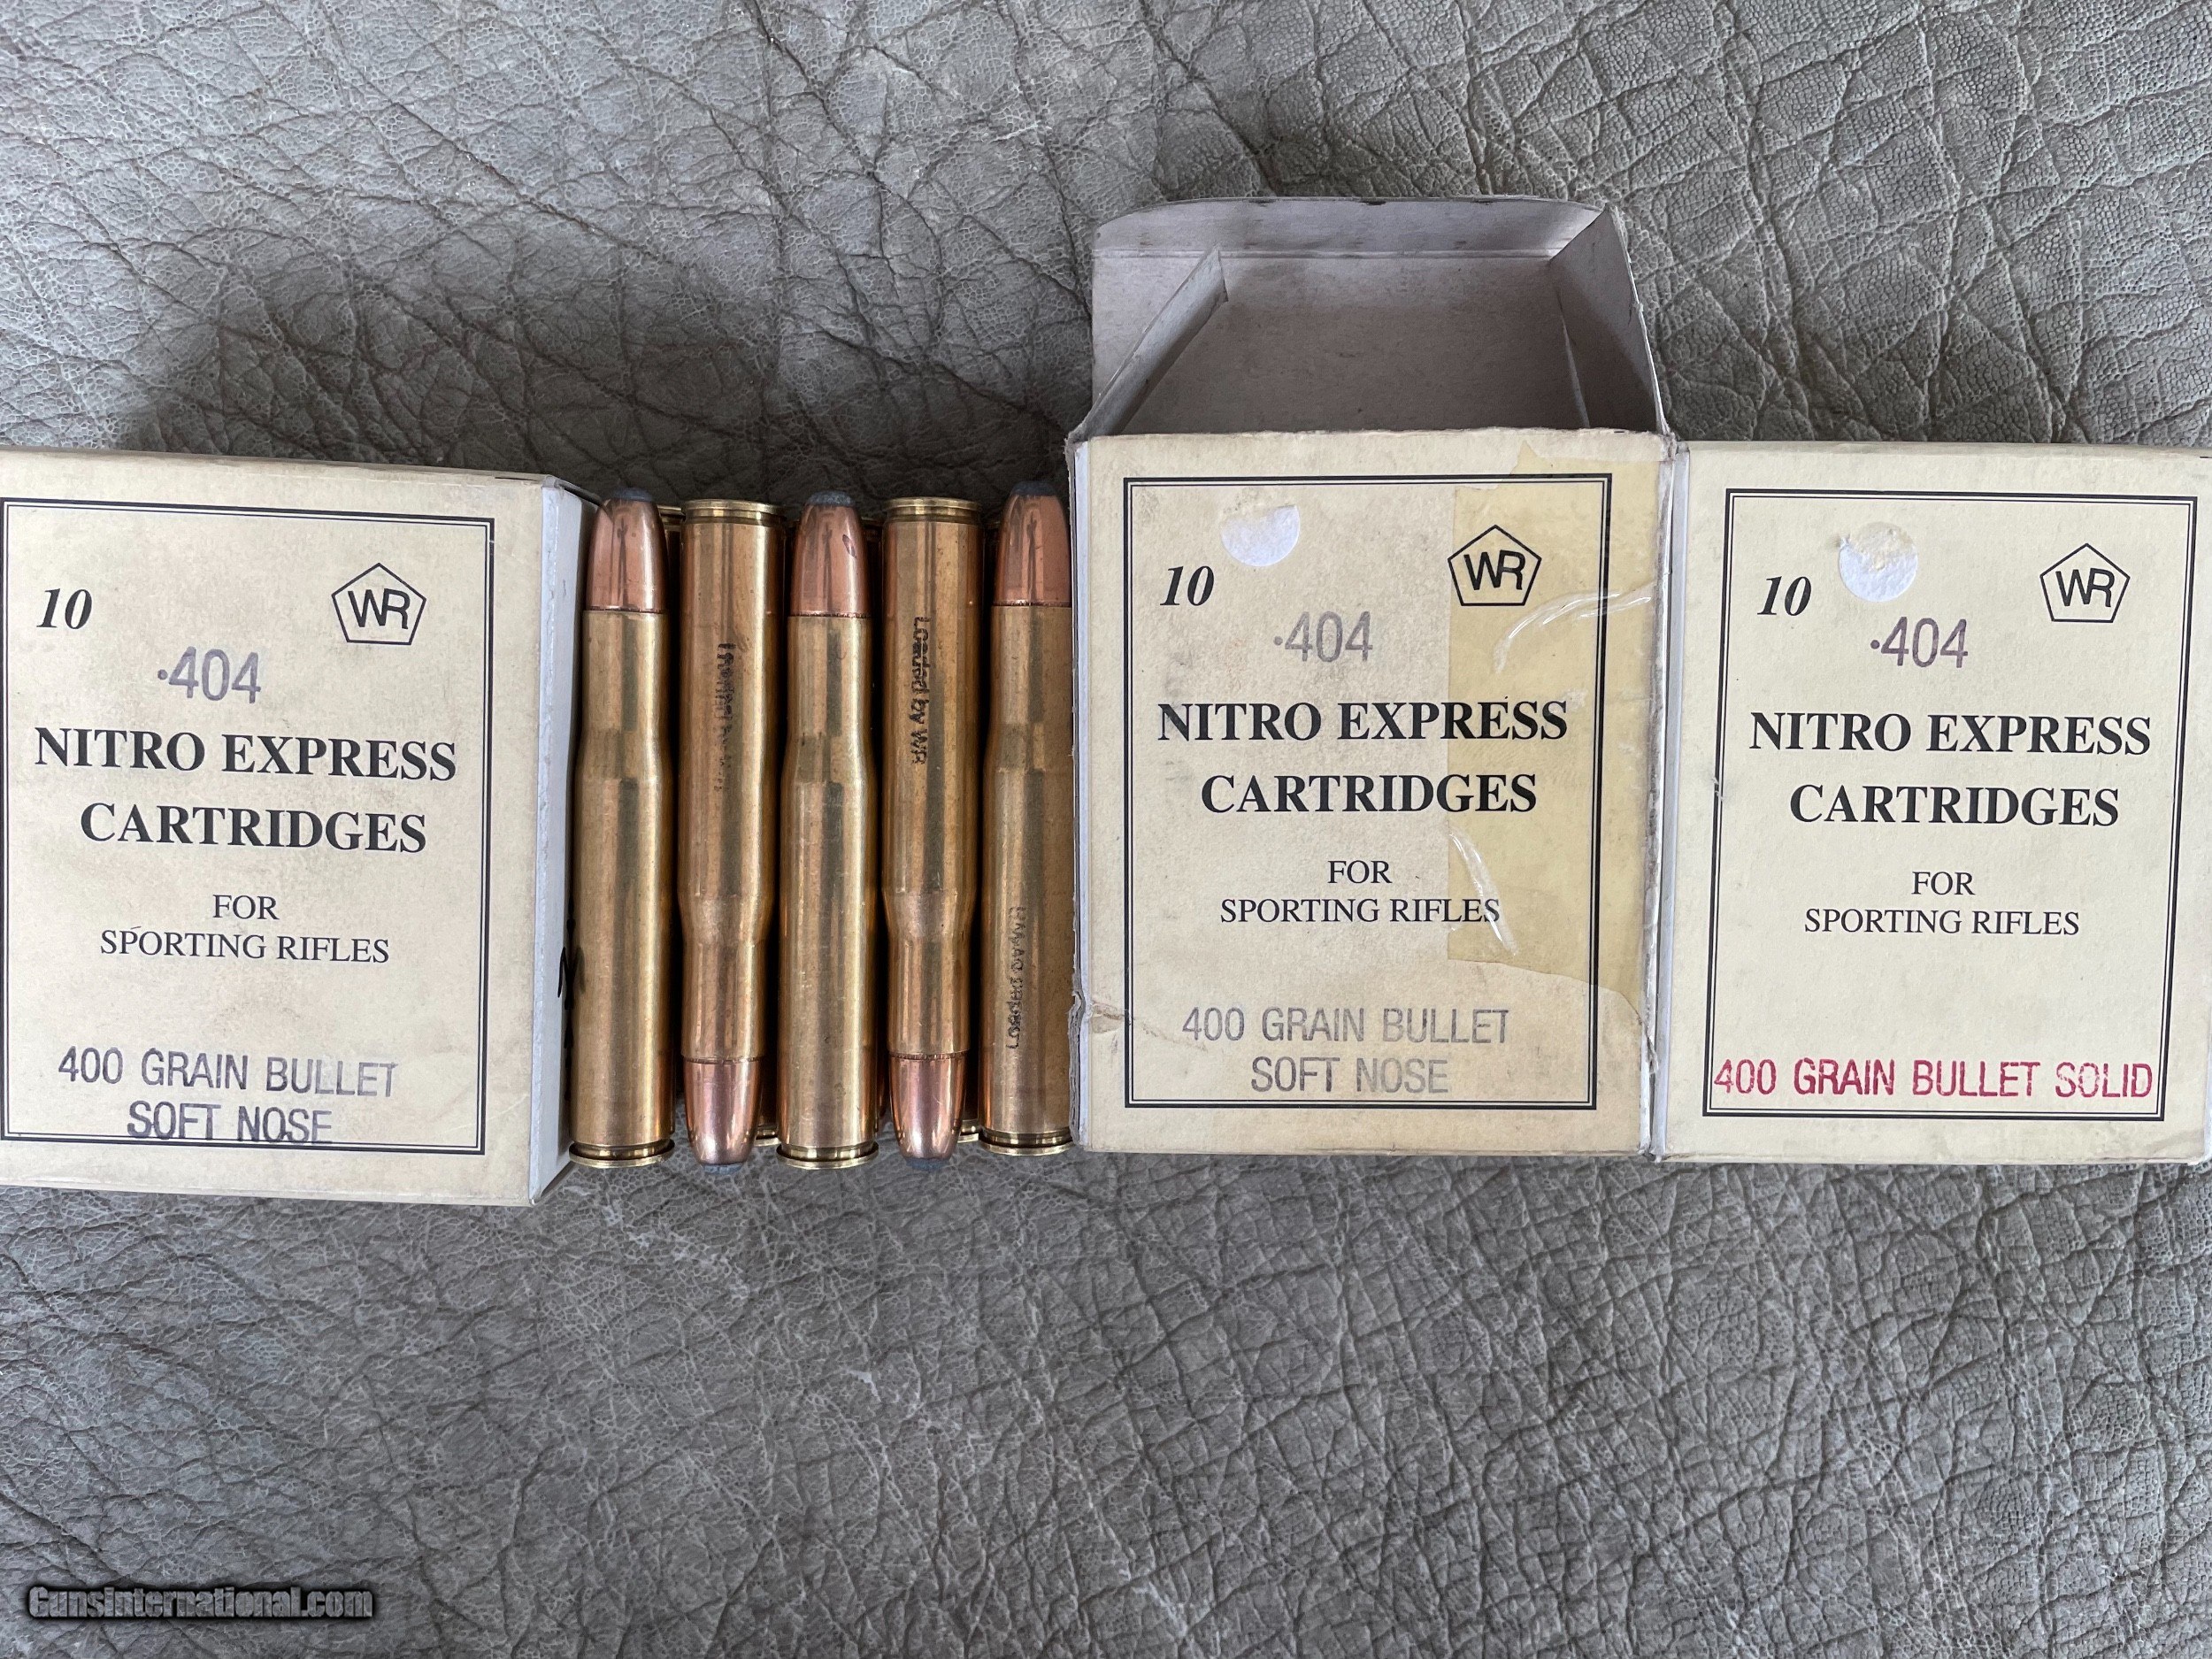 10
WR
.404
NITRO EXPRESS
CARTRIDGES
FOR
SPORTING RIFLES
400 GRAIN BULLET
SOFT NOSE
Loaded by WR
10
WR
.404
NITRO EXPRESS
CARTRIDGES
FOR
SPORTING RIFLES
400 GRAIN BULLET
SOFT NOSE
10
WR
.404
NITRO EXPRESS
CARTRIDGES
FOR
SPORTING RIFLES
400 GRAIN BULLET SOLID
Gunsinternational.com